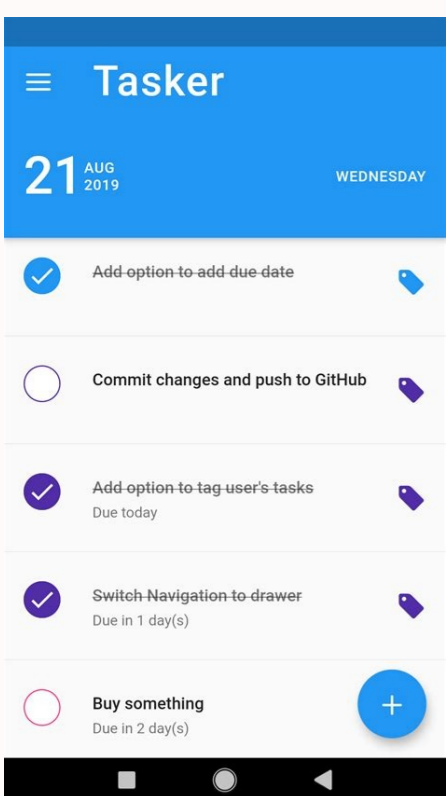 Tasker
21 AUG
2019
WEDNESDAY
Add option to add due date
Commit changes and push to GitHub
Add option to tag user's tasks
Due today
Switch Navigation to drawer
Due in 1 day(s)
Buy something
Due in 2 day(s)